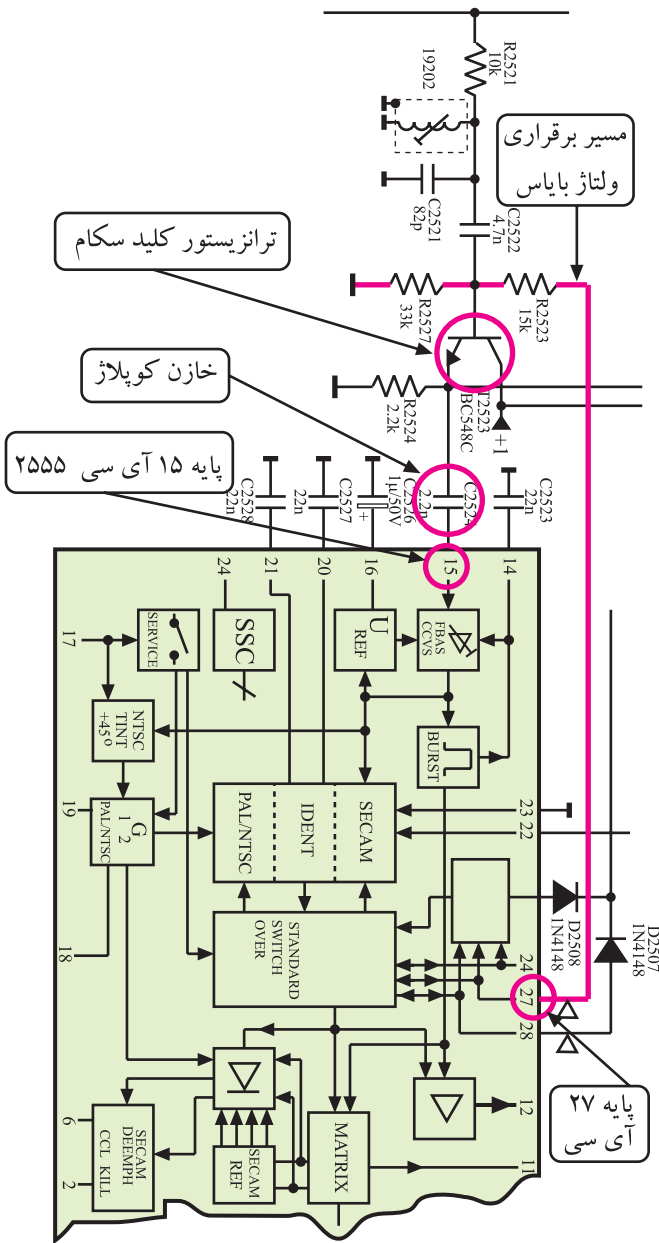 R2521
10k
19202
C2521
82p
C2522
4.7n
مسیر برقراری
ولتاژ بایاس
ترانزیستور کلید سکام
R2527
33k
R2523
15k
خازن کوپلاژ
R2524
2.2k
T2523
BC548C
+1
پایه ۱۵ آی سی ۲۵۵۵
C2528
22n
C2527
22n
C2526
1µ/50V
+
C2524
2.2n
C2523
22n
24
21
20
16
15
14
17
SERVICE
SSC
U
REF
FBAS
CCVS
NTSC
TINT
+45°
BURST
19
G
1 2
PAL/NTSC
PAL/NTSC
IDENT
SECAM
23
22
18
STANDARD
SWITCH
OVER
D2508
1N4148
D2507
1N4148
24
27
28
پایه ۲۷
آی سی
12
6
2
SECAM
DEEMPH
CCL KILL
SECAM
REF
MATRIX
11